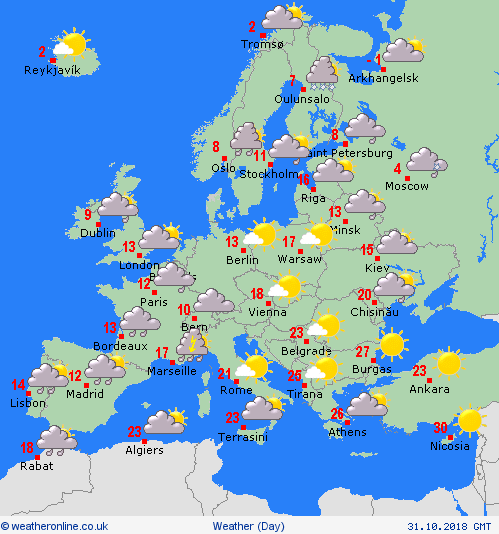 2
Tromsø
2
Reykjavík
-1
Arkhangelsk
7
Oulunsalo
8
Oslo
11
Stockholm
8
Saint-Petersburg
4
Moscow
16
Riga
13
Minsk
9
Dublin
13
London
13
Berlin
17
Warsaw
15
Kiev
12
Paris
18
Vienna
20
Chisinău
10
Bern
13
Bordeaux
23
Belgrade
17
Marseille
27
Burgas
14
Lisbon
12
Madrid
21
Rome
25
Tirana
23
Ankara
23
Algiers
23
Terrasini
26
Athens
30
Nicosia
18
Rabat
© weatheronline.co.uk Weather (Day) 31.10.2018 GMT